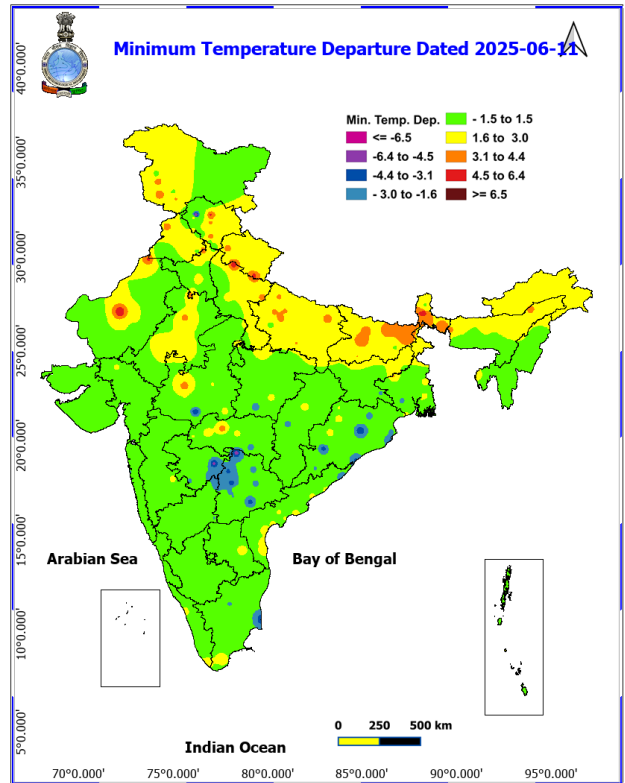 Minimum Temperature Departure Dated 2025-06-11
Min. Temp. Dep.
<= -6.5
-6.4 to -4.5
-4.4 to -3.1
- 3.0 to -1.6
- 1.5 to 1.5
1.6 to 3.0
3.1 to 4.4
4.5 to 6.4
>= 6.5
40°0.000'
35°0.000'
30°0.000'
25°0.000'
20°0.000'
15°0.000'
10°0.000'
5°0.000'
Arabian Sea
Bay of Bengal
Indian Ocean
0 250 500 km
70°0.000' 75°0.000' 80°0.000' 85°0.000' 90°0.000' 95°0.000'